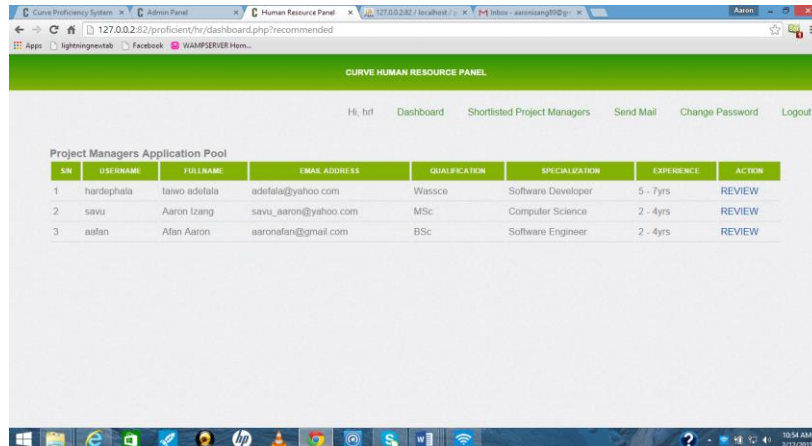 Curve Proficiency System Admin Panel Human Resource Panel 127.0.0.2:82 / localhost / Aaron
127.0.0.2:82/proficient/hr/dashboard.php?recommended
Apps lightningnewtab Facebook WAMPSERVER Hom...
CURVE HUMAN RESOURCE PANEL
Hi, hr! Dashboard Shortlisted Project Managers Send Mail Change Password Logout
Project Managers Application Pool
S/N USERNAME FULLNAME EMAIL ADDRESS QUALIFICATION SPECIALIZATION EXPERIENCE ACTION
1 hardephala taiwo adefala adefala@yahoo.com Wassce Software Developer 5 - 7yrs REVIEW
2 savu Aaron Izang savu_aaron@yahoo.com MSc Computer Science 2 - 4yrs REVIEW
3 aafan Afan Aaron aaronafan@gmail.com BSc Software Engineer 2 - 4yrs REVIEW
10:54 AM